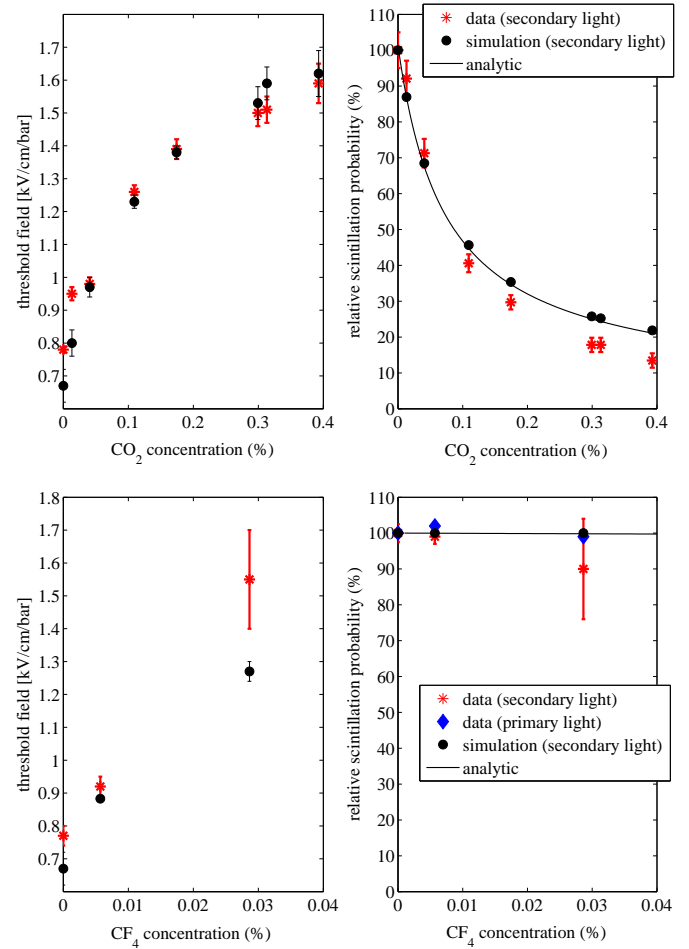 1.7
1.6
1.5
1.4
1.3
1.2
1.1
1
0.9
0.8
0.7
threshold field [kV/cm/bar]
0 0.1 0.2 0.3 0.4
CO2 concentration (%)
data (secondary light)
simulation (secondary light)
analytic
110
100
90
80
70
60
50
40
30
20
10
0
relative scintillation probability (%)
0 0.1 0.2 0.3 0.4
CO2 concentration (%)
1.8
1.7
1.6
1.5
1.4
1.3
1.2
1.1
1
0.9
0.8
0.7
threshold field [kV/cm/bar]
0 0.01 0.02 0.03 0.04
CF4 concentration (%)
110
100
90
80
70
60
50
40
30
20
10
0
relative scintillation probability (%)
data (secondary light)
data (primary light)
simulation (secondary light)
analytic
0 0.01 0.02 0.03 0.04
CF4 concentration (%)